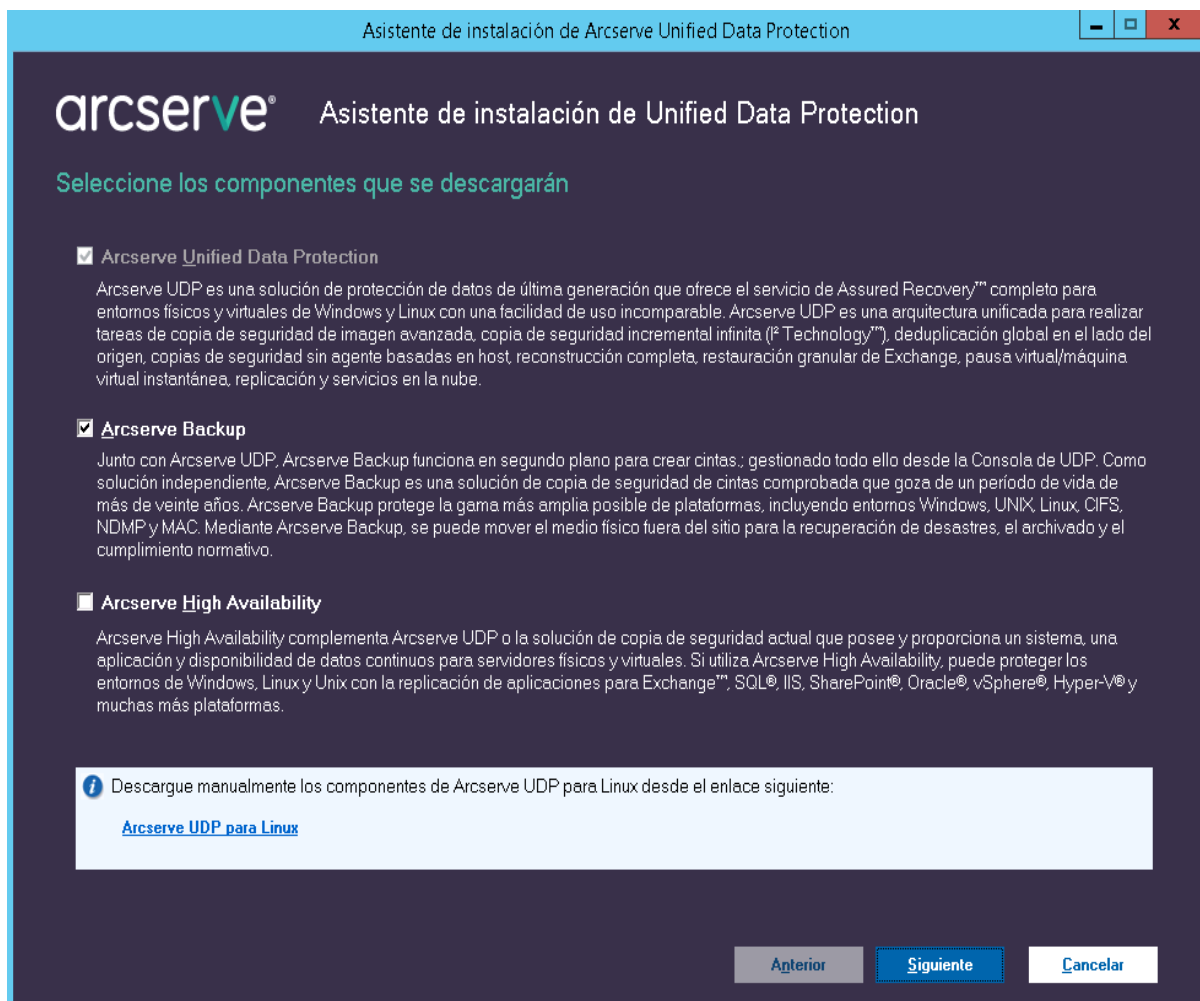 Asistente de instalación de Arcserve Unified Data Protection
arcserve® Asistente de instalación de Unified Data Protection
Seleccione los componentes que se descargarán
Arcserve Unified Data Protection
Arcserve UDP es una solución de protección de datos de última generación que ofrece el servicio de Assured Recovery™ completo para
entornos físicos y virtuales de Windows y Linux con una facilidad de uso incomparable. Arcserve UDP es una arquitectura unificada para realizar
tareas de copia de seguridad de imagen avanzada, copia de seguridad incremental infinita (I² Technology™), deduplicación global en el lado del
origen, copias de seguridad sin agente basadas en host, reconstrucción completa, restauración granular de Exchange, pausa virtual/máquina
virtual instantánea, replicación y servicios en la nube.
Arcserve Backup
Junto con Arcserve UDP, Arcserve Backup funciona en segundo plano para crear cintas.; gestionado todo ello desde la Consola de UDP. Como
solución independiente, Arcserve Backup es una solución de copia de seguridad de cintas comprobada que goza de un período de vida de
más de veinte años. Arcserve Backup protege la gama más amplia posible de plataformas, incluyendo entornos Windows, UNIX, Linux, CIFS,
NDMP y MAC. Mediante Arcserve Backup, se puede mover el medio físico fuera del sitio para la recuperación de desastres, el archivado y el
cumplimiento normativo.
Arcserve High Availability
Arcserve High Availability complementa Arcserve UDP o la solución de copia de seguridad actual que posee y proporciona un sistema, una
aplicación y disponibilidad de datos continuos para servidores físicos y virtuales. Si utiliza Arcserve High Availability, puede proteger los
entornos de Windows, Linux y Unix con la replicación de aplicaciones para Exchange™, SQL®, IIS, SharePoint®, Oracle®, vSphere®, Hyper-V® y
muchas más plataformas.
Descargue manualmente los componentes de Arcserve UDP para Linux desde el enlace siguiente:
Arcserve UDP para Linux
Anterior Siguiente Cancelar